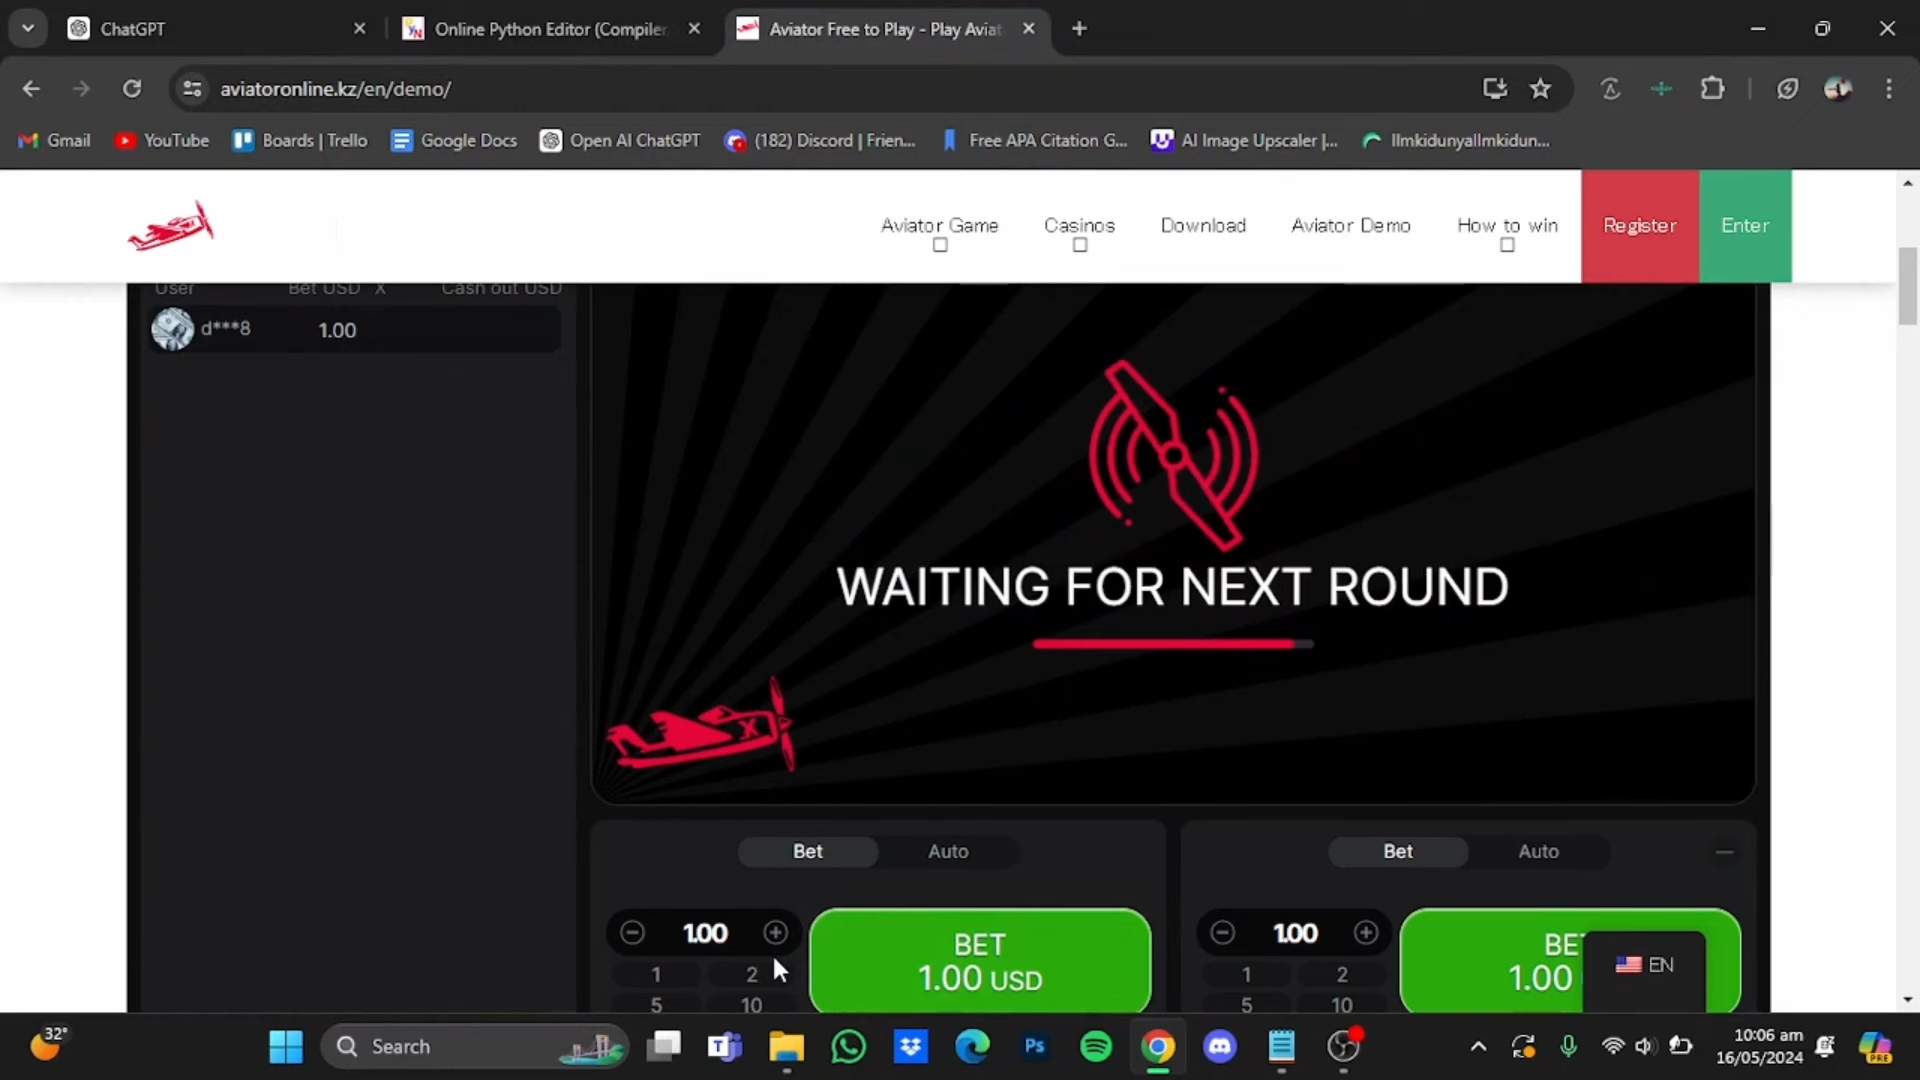 ChatGPT
Online Python Editor (Compiler,
Aviator Free to Play - Play Aviat
aviatoronline.kz/en/demo/
Gmail
YouTube
Boards | Trello
Google Docs
Open AI ChatGPT
(182) Discord | Frien...
Free APA Citation G...
AI Image Upscaler |...
Ilmkidunyallmkidun...
Aviator Game
Casinos
Download
Aviator Demo
How to win
Register
Enter
User
Bet USD X
Cash out USD
d***8
1.00
WAITING FOR NEXT ROUND
Bet
Auto
1.00
1
2
5
10
BET
1.00 USD
Bet
Auto
1.00
1
2
5
10
1.00
EN
32°
Search
10:06 am
16/05/2024